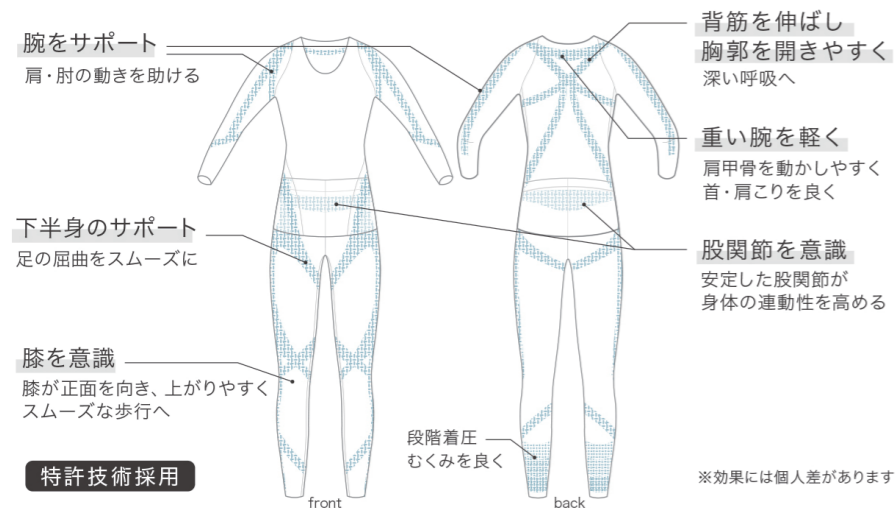 腕をサポート
肩・肘の動きを助ける
下半身のサポート
足の屈曲をスムーズに
膝を意識
膝が正面を向き、上がりやすく
スムーズな歩行へ
特許技術採用
front
段階着圧
むくみを良く
back
背筋を伸ばし
胸郭を開きやすく
深い呼吸へ
重い腕を軽く
肩甲骨を動かしやすく
首・肩こりを良く
股関節を意識
安定した股関節が
身体の連動性を高める
※効果には個人差があります